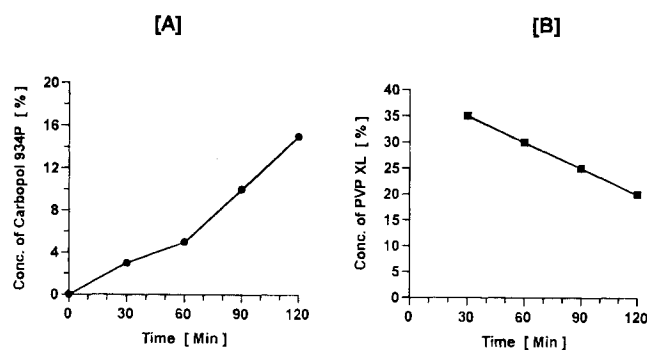 [A]
Conc. of Carbopol 934P [ % ]
20
16
12
8
4
0
0 30 60 90 120
Time [ Min ]
[B]
Conc. of PVP XL [ % ]
40
35
30
25
20
15
10
5
0
0 30 60 90 120
Time [ Min ]